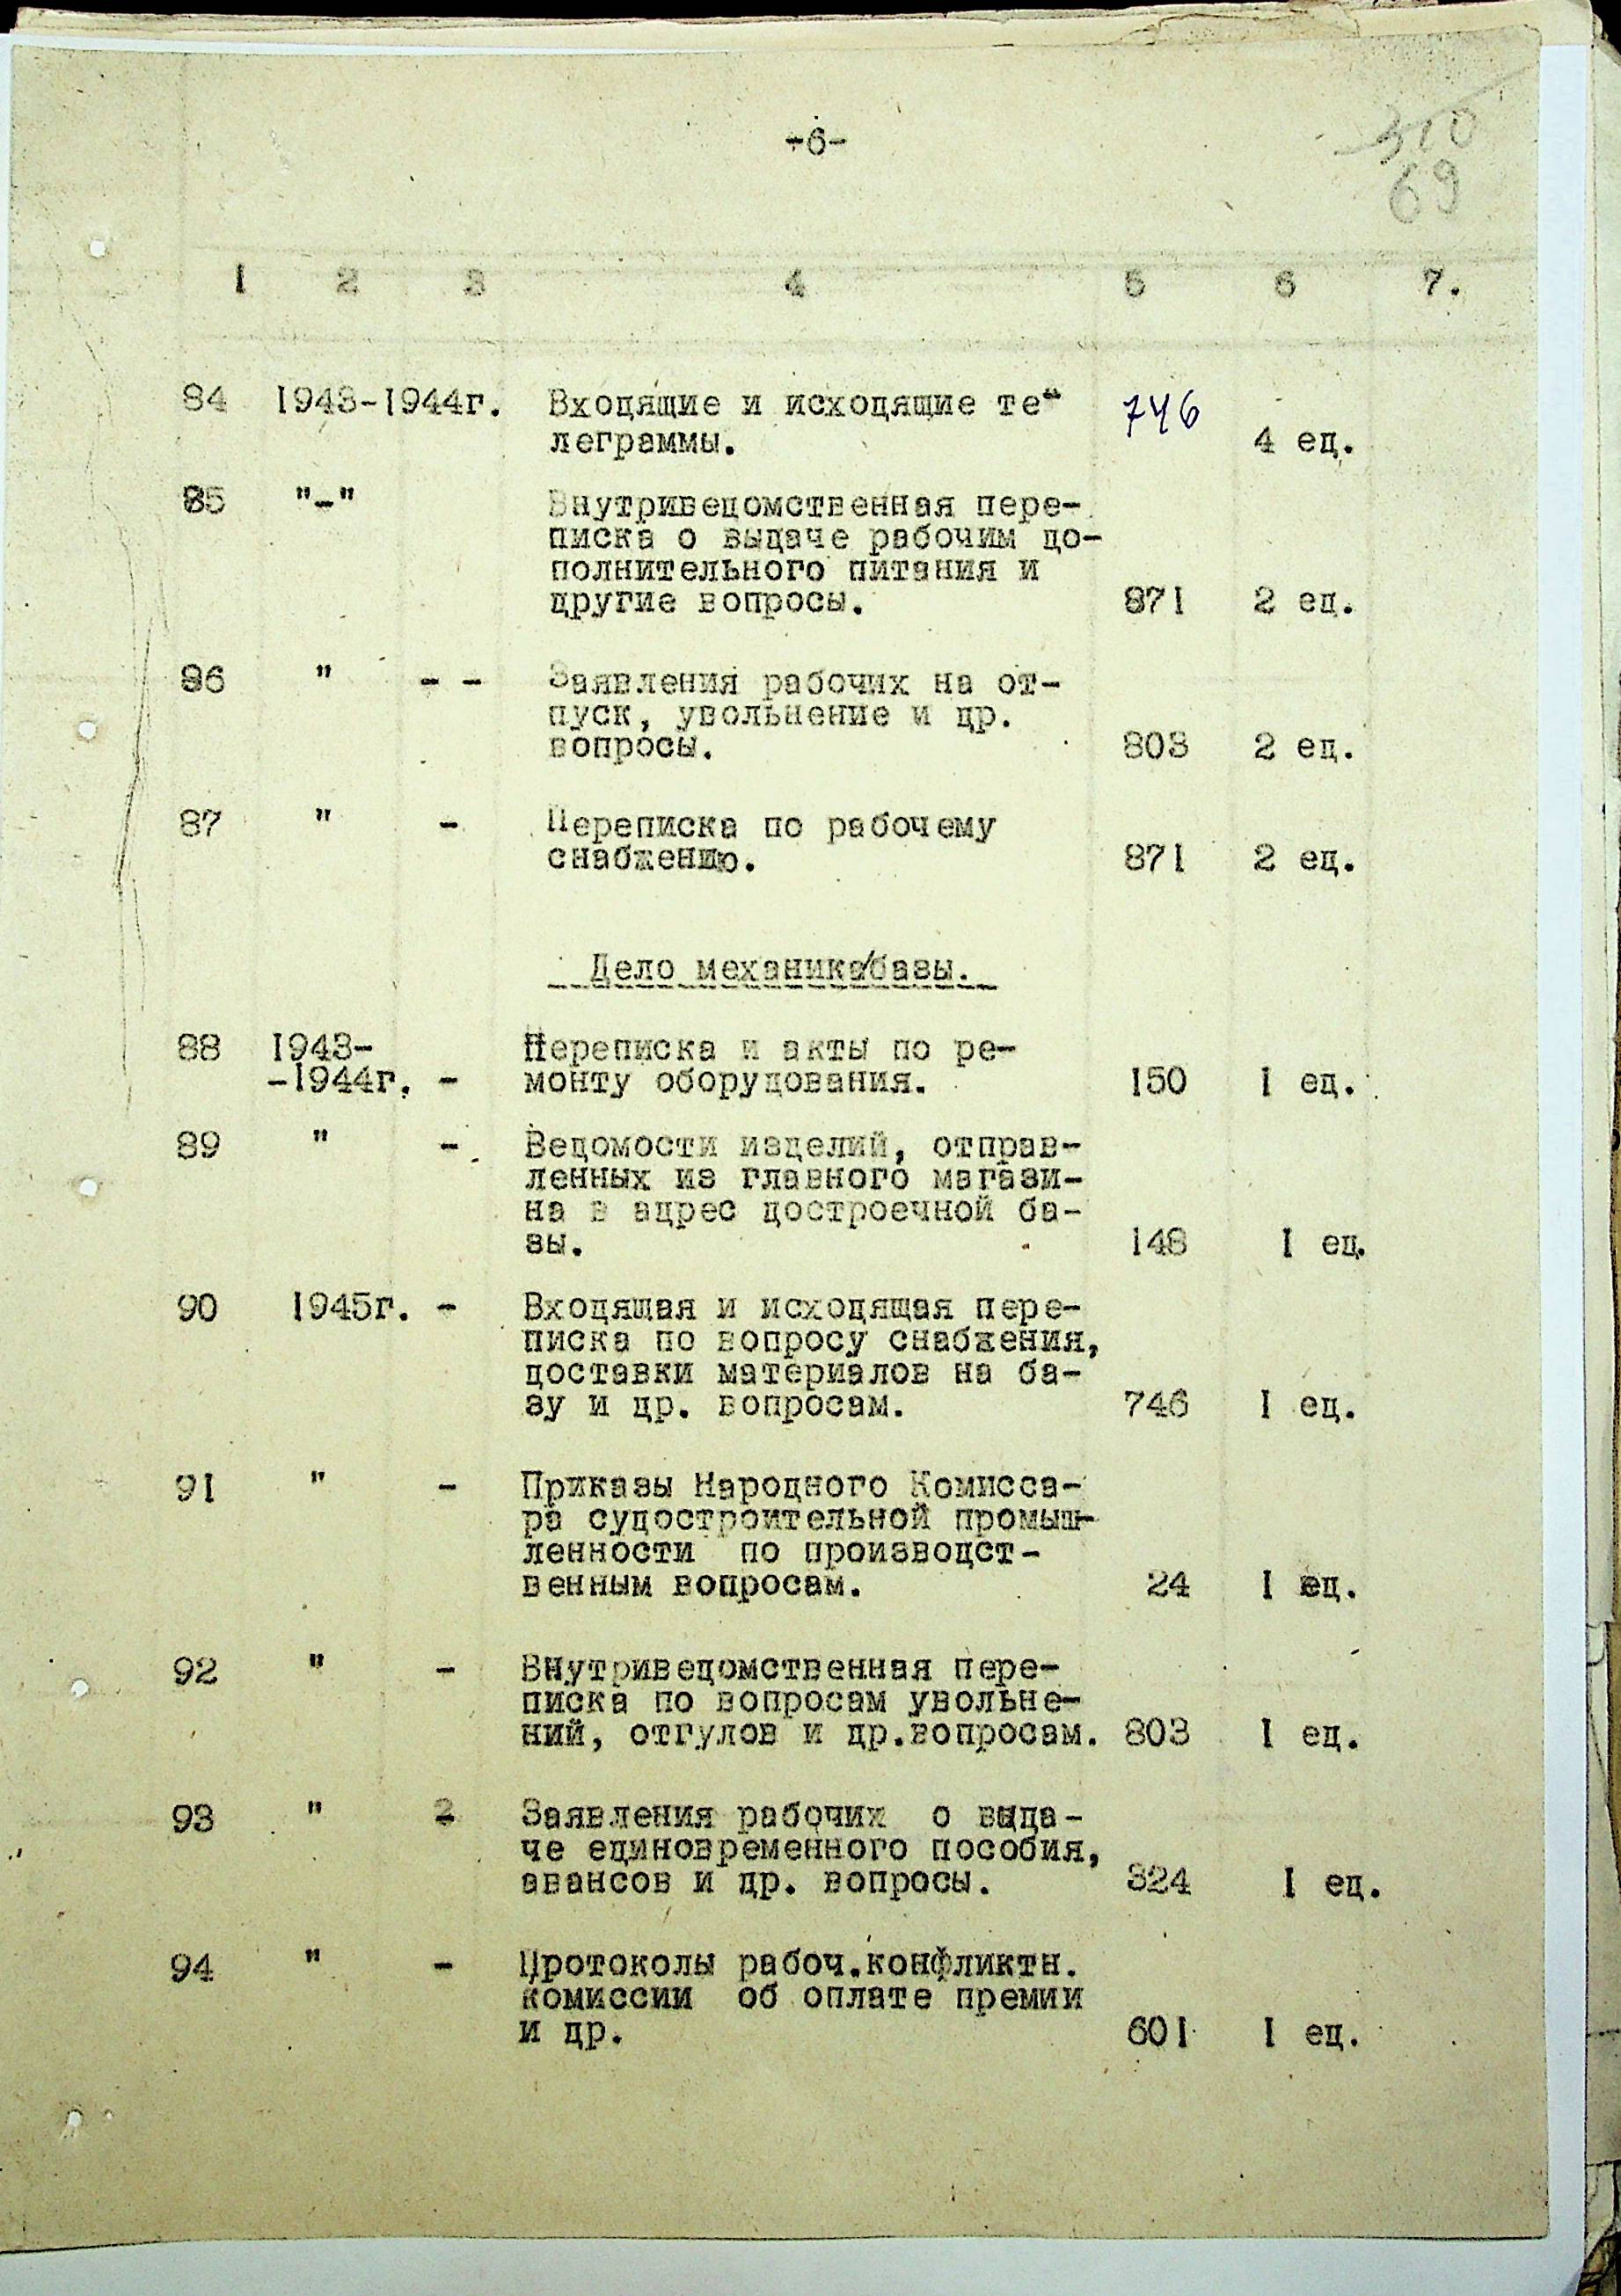 -6-
310
69
1 2 3 4 5 6 7.
84 1943-1944г. Входящие и исходящие те-
леграммы. 746 4 ед.
85 "-" Внутриведомственная пере-
писка о выдаче рабочим до-
полнительного питания и
другие вопросы. 871 2 ед.
86 " - - Заявления рабочих на от-
пуск, увольнение и др.
вопросы. 803 2 ед.
87 " - Переписка по рабочему
снабжению. 871 2 ед.
Дело механика/базы.
88 1943- Переписка и акты по ре-
-1944г. - монту оборудования. 150 1 ед.
89 " - Ведомости изделий, отправ-
ленных из главного магази-
на в адрес достроечной ба-
зы. 148 1 ед.
90 1945г. - Входящая и исходящая пере-
писка по вопросу снабжения,
доставки материалов на ба-
зу и др. вопросам. 746 1 ед.
91 " - Приказы Народного Комисса-
ра судостроительной промыш-
ленности по производст-
венным вопросам. 24 1 ед.
92 " - Внутриведомственная пере-
писка по вопросам увольне-
ний, отгулов и др.вопросам. 803 1 ед.
93 " - Заявления рабочих о выда-
че единовременного пособия,
авансов и др. вопросы. 324 1 ед.
94 " - Протоколы рабоч.конфликтн.
комиссии об оплате премии
и др. 601 1 ед.